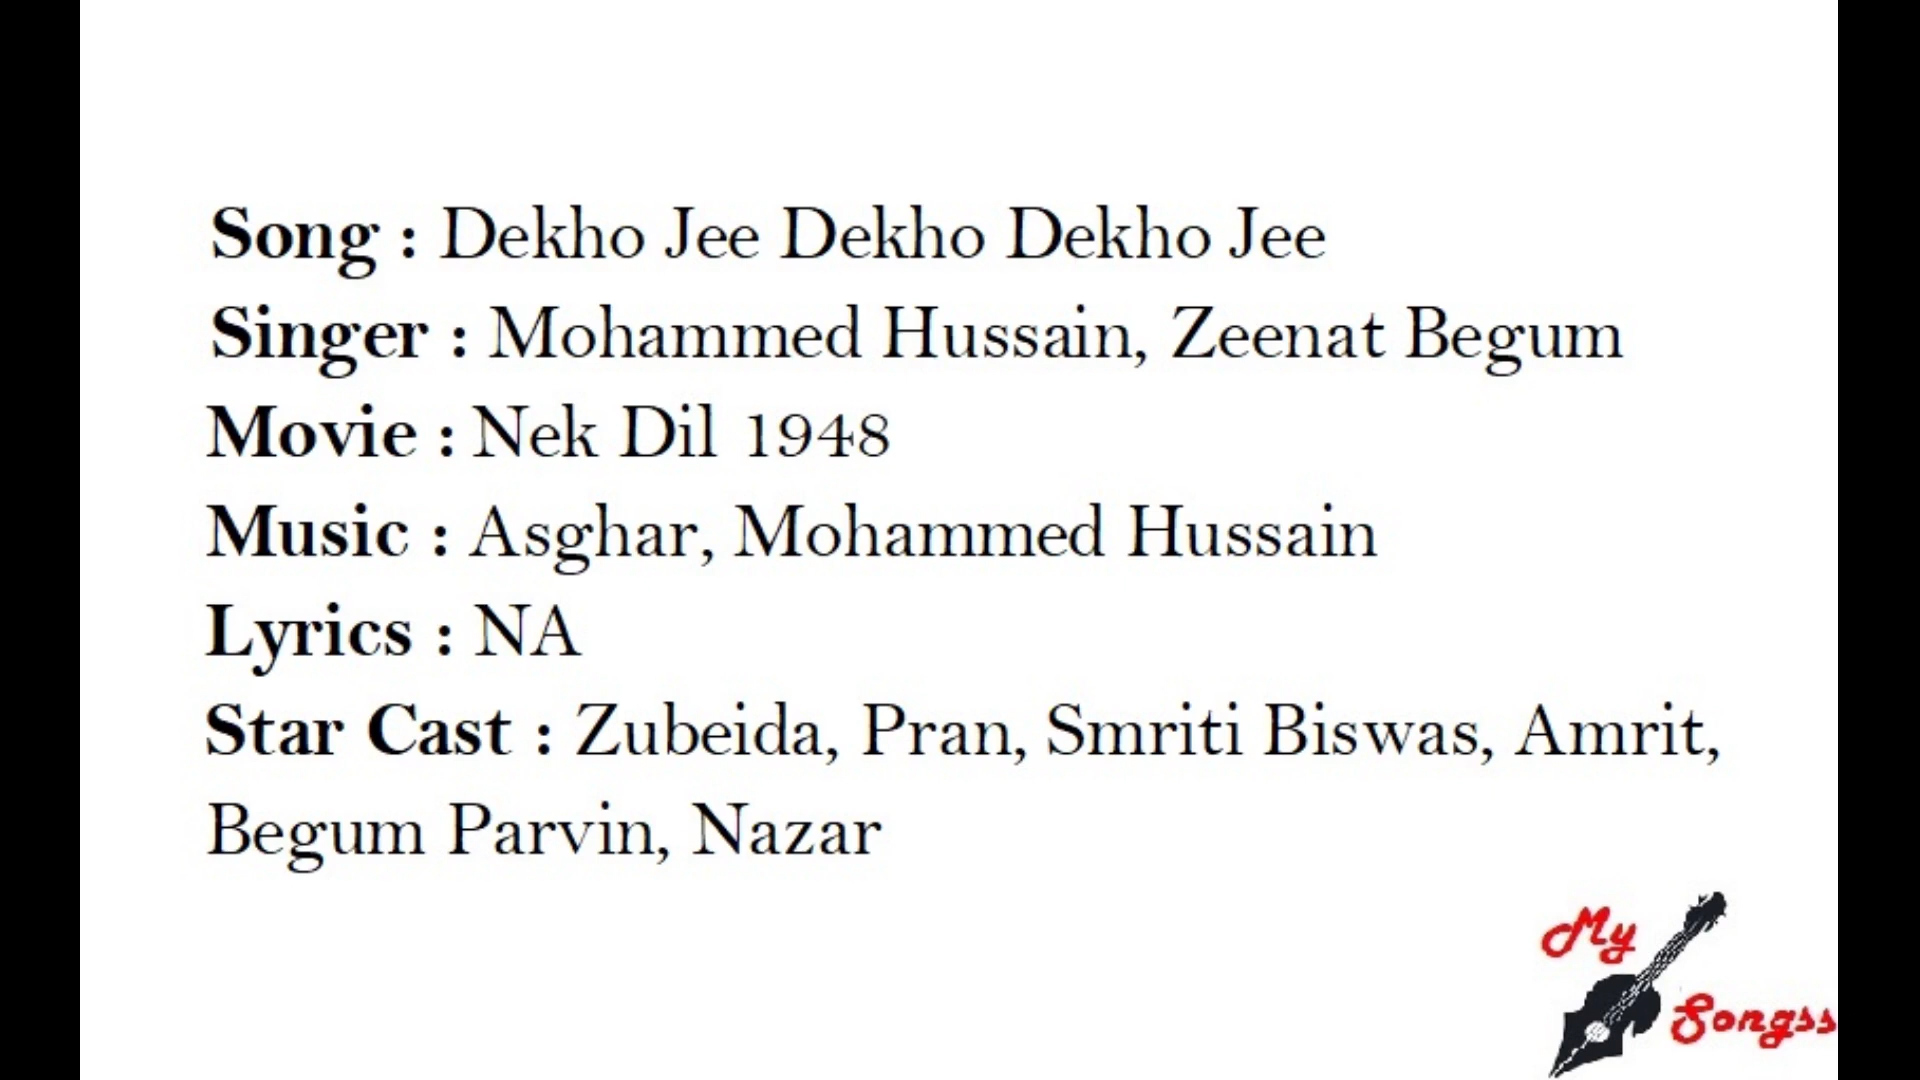 Song : Dekho Jee Dekho Dekho Jee
Singer : Mohammed Hussain, Zeenat Begum
Movie : Nek Dil 1948
Music : Asghar, Mohammed Hussain
Lyrics : NA
Star Cast : Zubeida, Pran, Smriti Biswas, Amrit,
Begum Parvin, Nazar
My
Songss